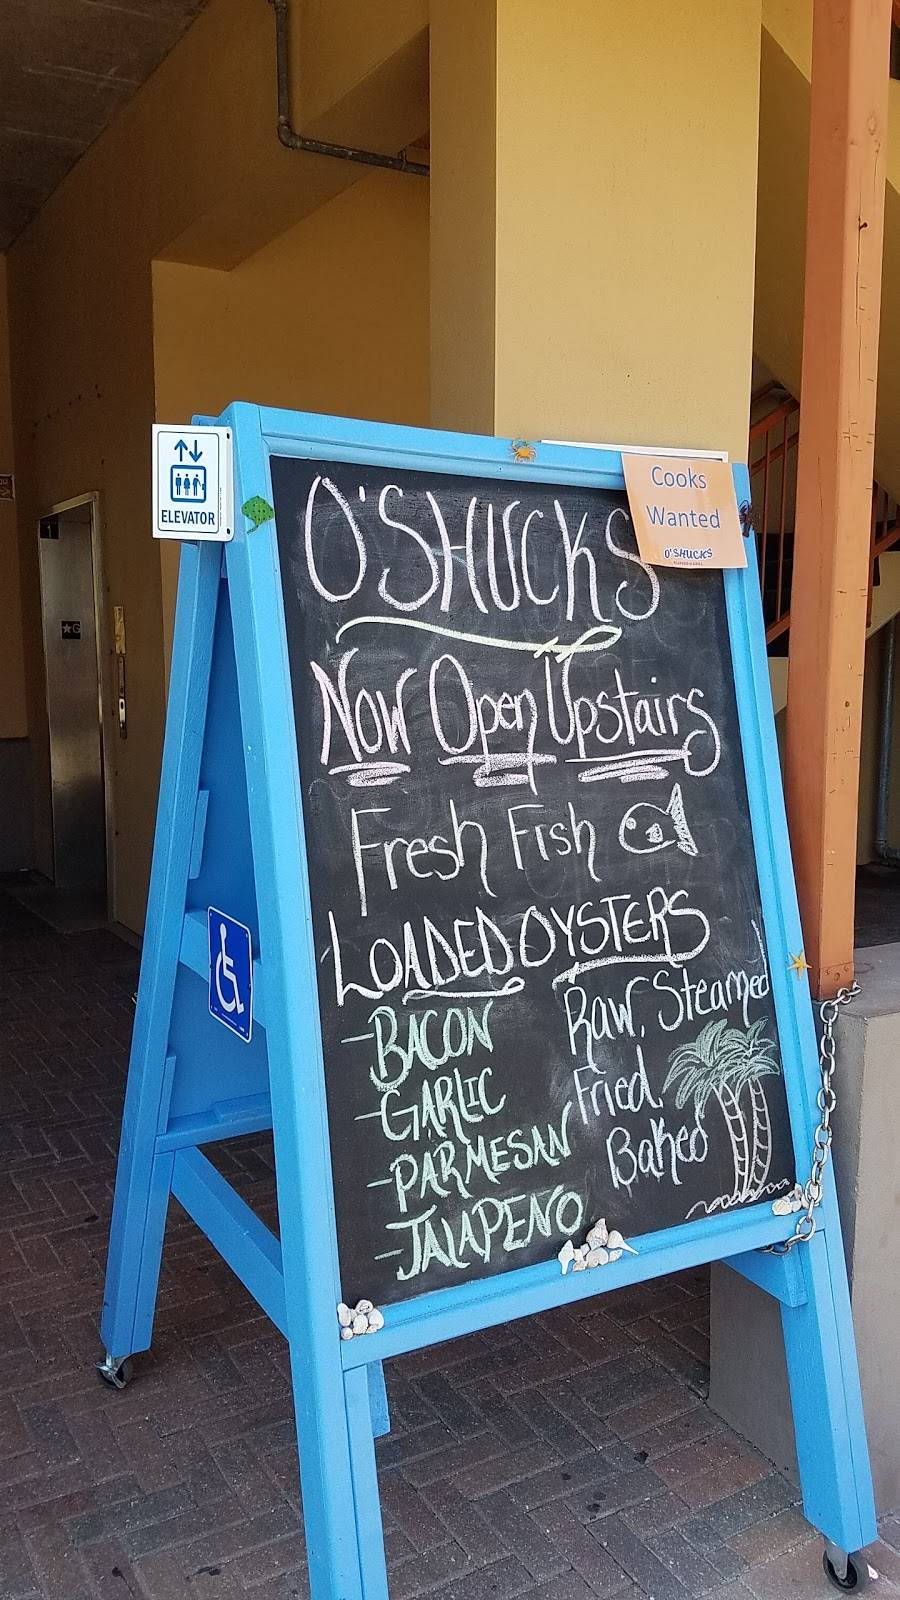 ELEVATOR
Cooks
Wanted
O'SHUCKS
O'SHUCKS
Now Open Upstairs
Fresh Fish
LOADED OYSTERS
-BACON
-GARLIC
-PARMESAN
-JALAPENO
Raw, Steamed
Fried,
Baked
★G